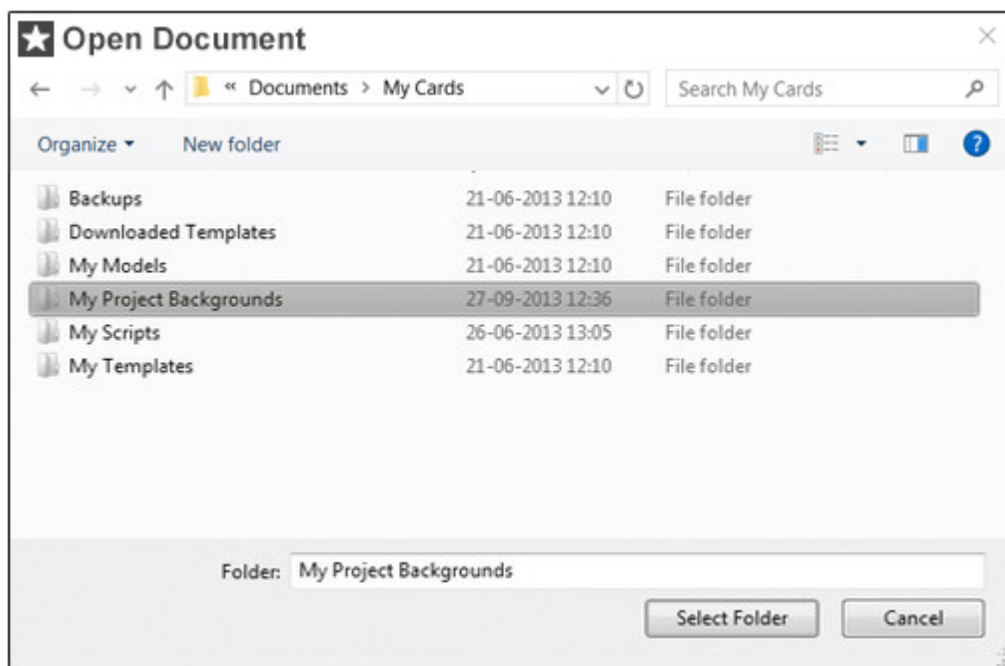 Open Document
« Documents > My Cards Search My Cards
Organize New folder
Backups 21-06-2013 12:10 File folder
Downloaded Templates 21-06-2013 12:10 File folder
My Models 21-06-2013 12:10 File folder
My Project Backgrounds 27-09-2013 12:36 File folder
My Scripts 26-06-2013 13:05 File folder
My Templates 21-06-2013 12:10 File folder
Folder: My Project Backgrounds
Select Folder Cancel